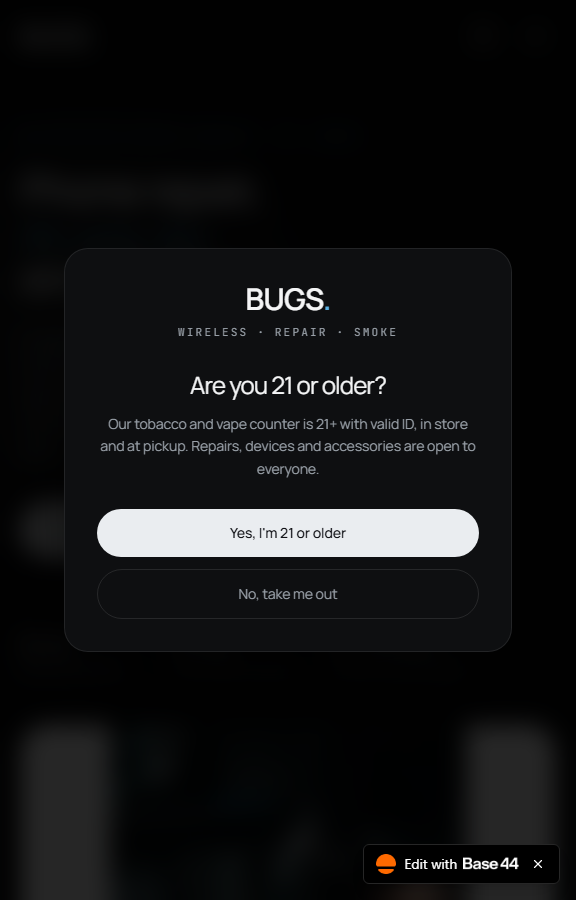 BUGS.
WIRELESS · REPAIR · SMOKE
Are you 21 or older?
Our tobacco and vape counter is 21+ with valid ID, in store
and at pickup. Repairs, devices and accessories are open to
everyone.
Yes, I'm 21 or older
No, take me out
Edit with Base44 ×